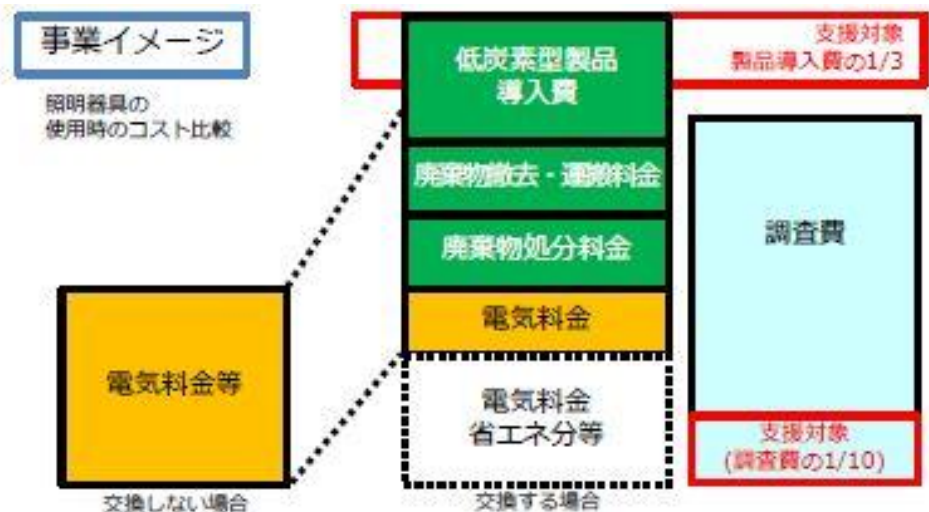 事業イメージ
照明器具の
使用時のコスト比較
支援対象
製品導入費の1/3
低炭素型製品
導入費
廃棄物撤去・運搬料金
廃棄物処分料金
調査費
電気料金
電気料金等
電気料金
省エネ分等
支援対象
(調査費の1/10)
交換しない場合
交換する場合